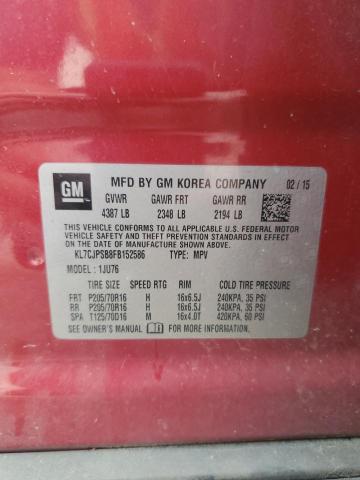 GM MFD BY GM KOREA COMPANY 02/15
GVWR GAWR FRT GAWR RR
4387 LB 2348 LB 2194 LB
THIS VEHICLE CONFORMS TO ALL APPLICABLE U.S. FEDERAL MOTOR
VEHICLE SAFETY, BUMPER, AND THEFT PREVENTION STANDARDS
IN EFFECT ON THE DATE OF MANUFACTURE SHOWN ABOVE.
KL7CJPSB8FB152586 TYPE: MPV
MODEL : 1JU76
TIRE SIZE SPEED RTG RIM COLD TIRE PRESSURE
FRT P205/70R16 H 16x6.5J 240KPA, 35 PSI
RR P205/70R16 H 16x6.5J 240KPA, 35 PSI
SPA T125/70D16 M 16x4.0T 420KPA, 60 PSI
SEE OWNER'S MANUAL FOR MORE INFORMATION.